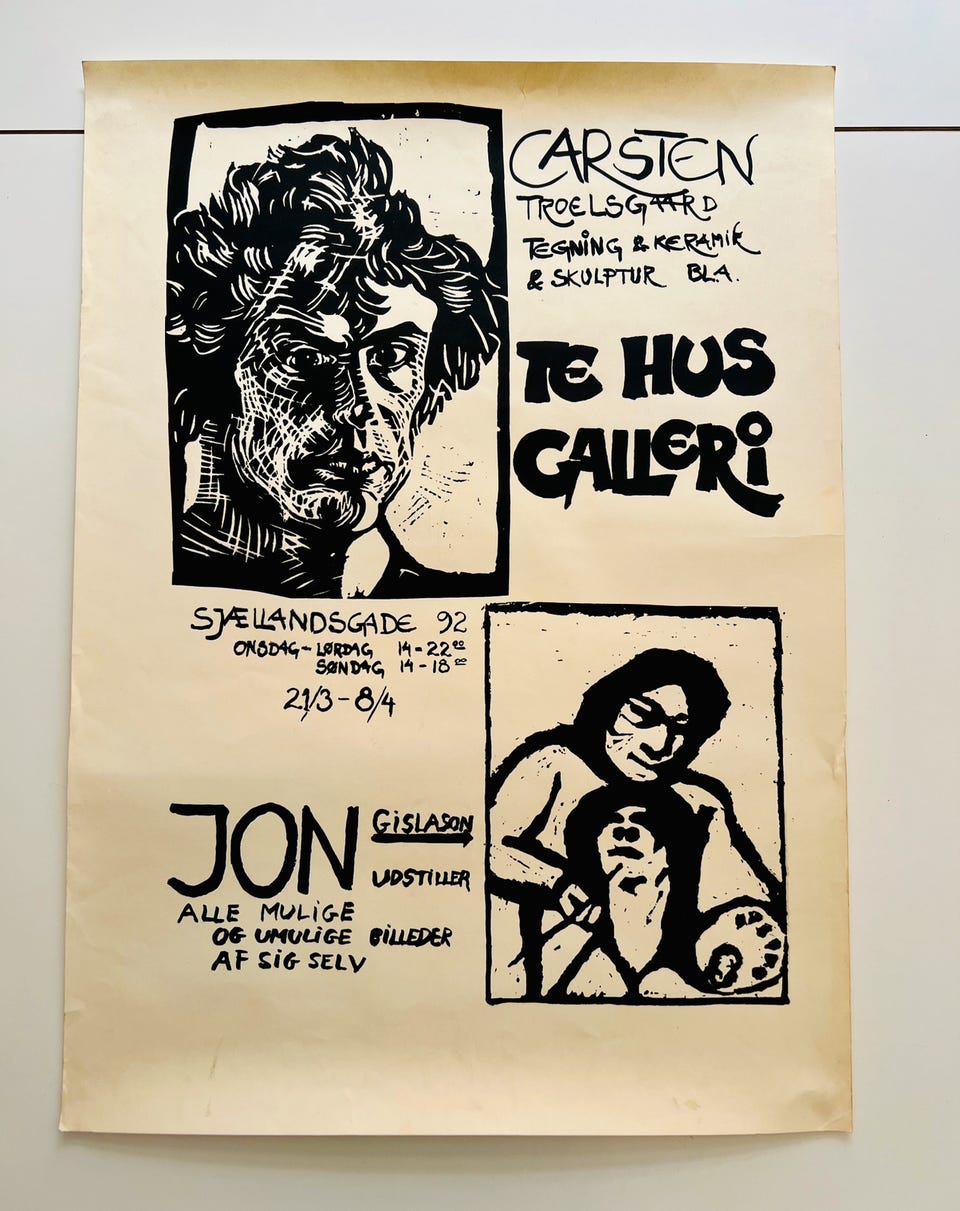 CARSTEN
TROELSGAARD
TEGNING & KERAMIK
& SKULPTUR BL.A.
TE HUS
GALLERi
SJÆLLANDSGADE 92
ONSDAG - LØRDAG 14 - 22⁰⁰
SØNDAG 14 - 18⁰⁰
21/3 - 8/4
JON GiSLASON
UDSTiLLER
ALLE MULiGE
OG UMULiGE BiLLEDER
AF SiG SELV